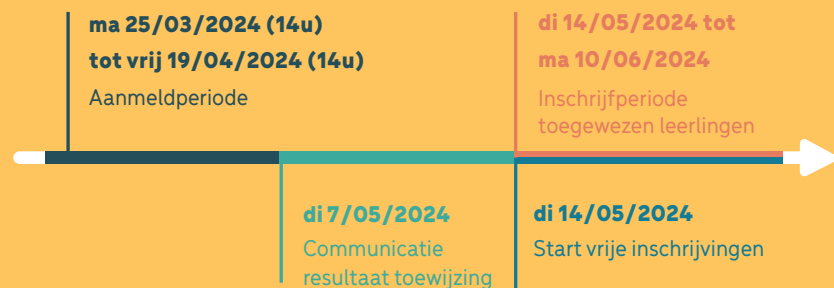 ma 25/03/2024 (14u)
tot vrij 19/04/2024 (14u)
Aanmeldperiode
di 14/05/2024 tot
ma 10/06/2024
Inschrijfperiode
toegewezen leerlingen
di 7/05/2024
Communicatie
resultaat toewijzing
di 14/05/2024
Start vrije inschrijvingen